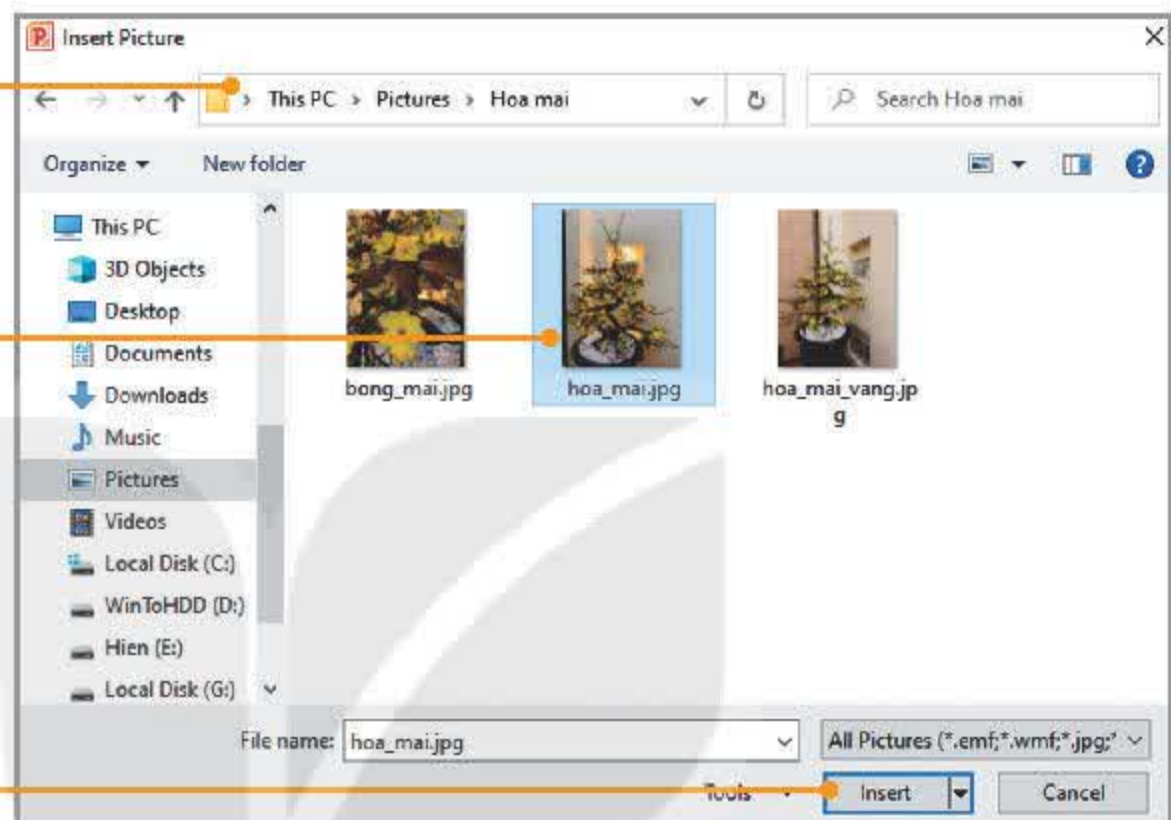 Insert Picture
This PC > Pictures > Hoa mai
Search Hoa mai
Organize
New folder
This PC
3D Objects
Desktop
Documents
Downloads
Music
Pictures
Videos
Local Disk (C:)
WinToHDD (D:)
Hien (E:)
Local Disk (G:)
bong_mai.jpg
hoa_mai.jpg
hoa_mai_vang.jp
g
File name: hoa_mai.jpg
All Pictures (*.emf;*.wmf;*.jpg;*
Tools
Insert
Cancel